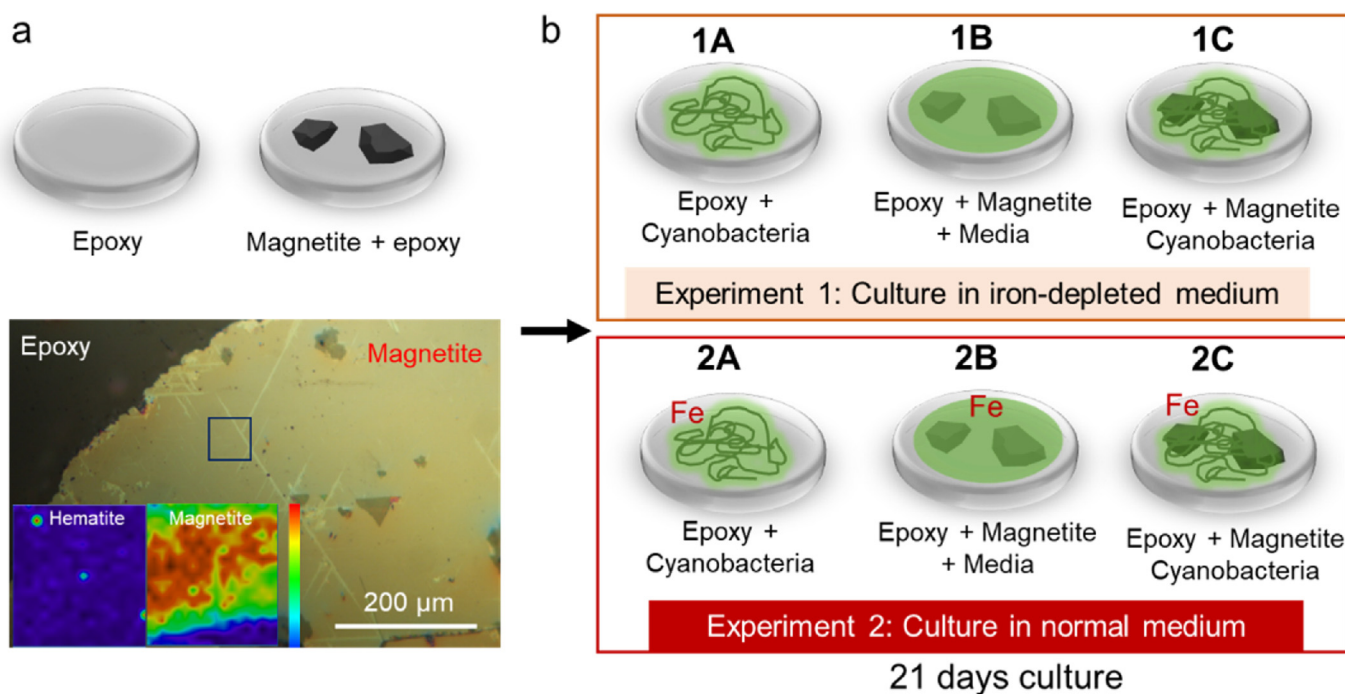 a
Epoxy
Magnetite + epoxy
Epoxy
Magnetite
Hematite
Magnetite
200 µm
b
1A
1B
1C
Epoxy +
Cyanobacteria
Epoxy + Magnetite
+ Media
Epoxy + Magnetite
Cyanobacteria
Experiment 1: Culture in iron-depleted medium
2A
2B
2C
Fe
Fe
Fe
Epoxy +
Cyanobacteria
Epoxy + Magnetite
+ Media
Epoxy + Magnetite
Cyanobacteria
Experiment 2: Culture in normal medium
21 days culture